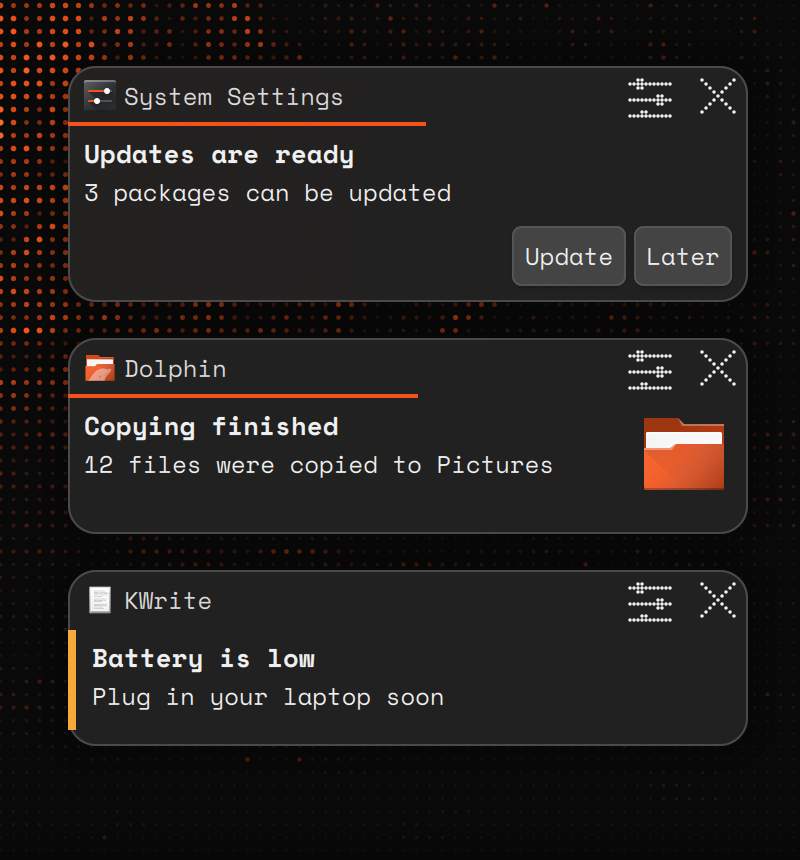 System Settings
Updates are ready
3 packages can be updated
Update Later
Dolphin
Copying finished
12 files were copied to Pictures
KWrite
Battery is low
Plug in your laptop soon